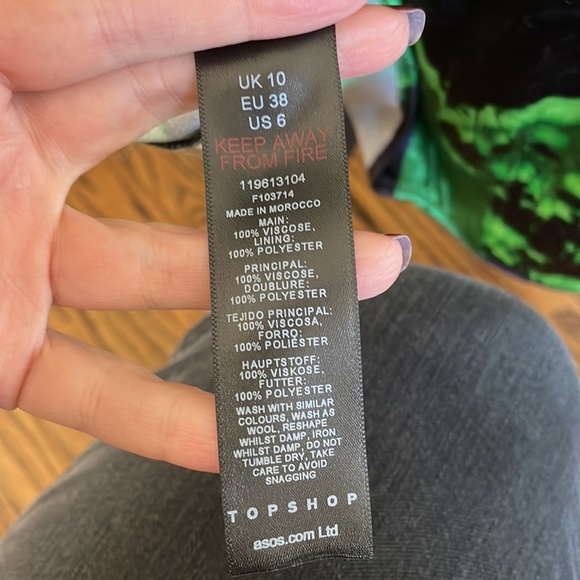 UK 10
EU 38
US 6
KEEP AWAY
FROM FIRE
119613104
F103714
MADE IN MOROCCO
MAIN:
100% VISCOSE,
LINING:
100% POLYESTER
PRINCIPAL:
100% VISCOSE,
DOUBLURE:
100% POLYESTER
TEJIDO PRINCIPAL:
100% VISCOSA,
FORRO:
100% POLIÉSTER
HAUPTSTOFF:
100% VISKOSE,
FUTTER:
100% POLYESTER
WASH WITH SIMILAR
COLOURS, WASH AS
WOOL, RESHAPE
WHILST DAMP, IRON
WHILST DAMP, DO NOT
TUMBLE DRY, TAKE
CARE TO AVOID
SNAGGING
TOPSHOP
asos.com Ltd